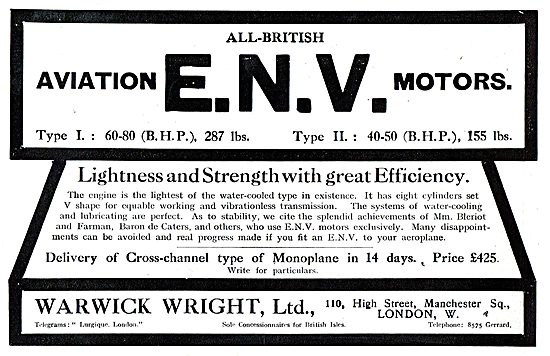 ALL-BRITISH
AVIATION E.N.V. MOTORS.
Type I. : 60-80 (B.H.P.), 287 lbs. Type II. : 40-50 (B.H.P.), 155 lbs.
Lightness and Strength with great Efficiency.
The engine is the lightest of the water-cooled type in existence. It has eight cylinders set
V shape for equable working and vibrationless transmission. The systems of water-cooling
and lubricating are perfect. As to stability, we cite the splendid achievements of Mm. Bleriot
and Farman, Baron de Caters, and others, who use E.N.V. motors exclusively. Many disappoint-
ments can be avoided and real progress made if you fit an E.N.V. to your aeroplane.
Delivery of Cross-channel type of Monoplane in 14 days. Price £425.
Write for particulars.
WARWICK WRIGHT, Ltd., 110, High Street, Manchester Sq.,
LONDON, W.
Telegrams: "Lurgique, London." Sole Concessionnaires for British Isles. Telephone: 8575 Gerrard.